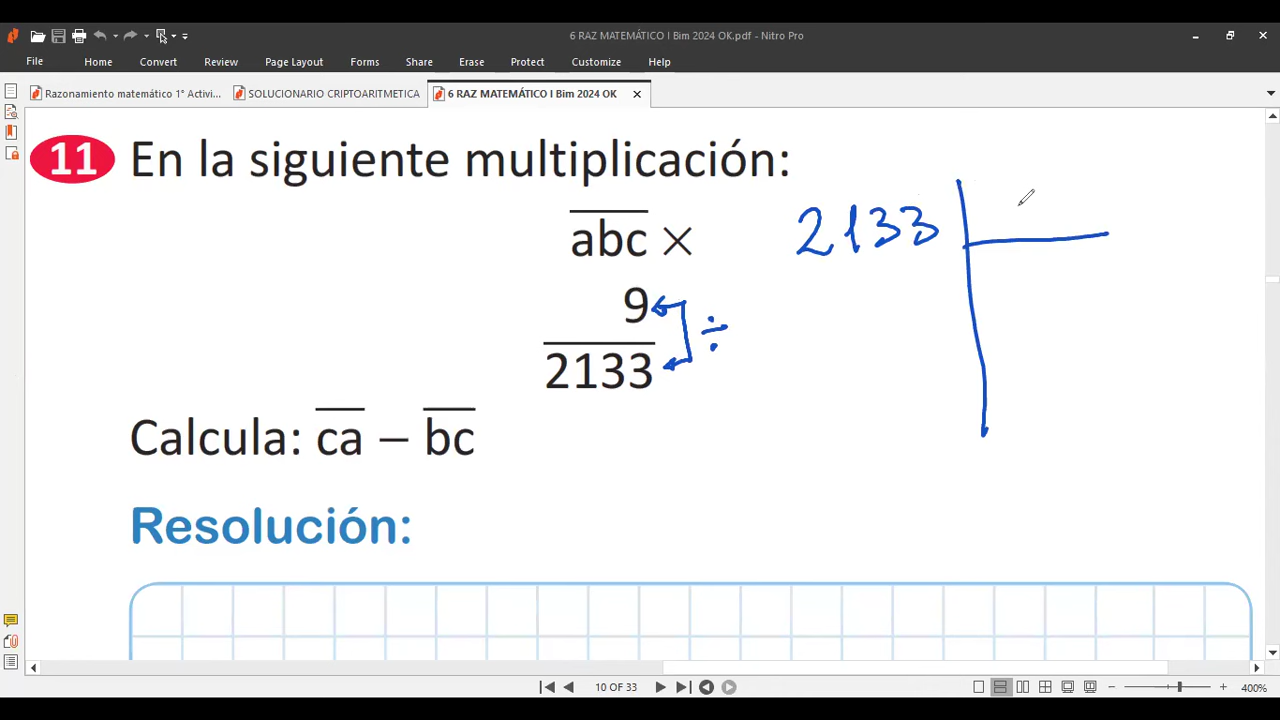 6 RAZ MATEMÁTICO I Bim 2024 OK.pdf - Nitro Pro
File Home Convert Review Page Layout Forms Share Erase Protect Customize Help
Razonamiento matemático 1° Activi... SOLUCIONARIO CRIPTOARITMETICA 6 RAZ MATEMÁTICO I Bim 2024 OK
11 En la siguiente multiplicación:
abc ×
2133
9
÷
2133
Calcula: ca – bc
Resolución:
10 OF 33
400%